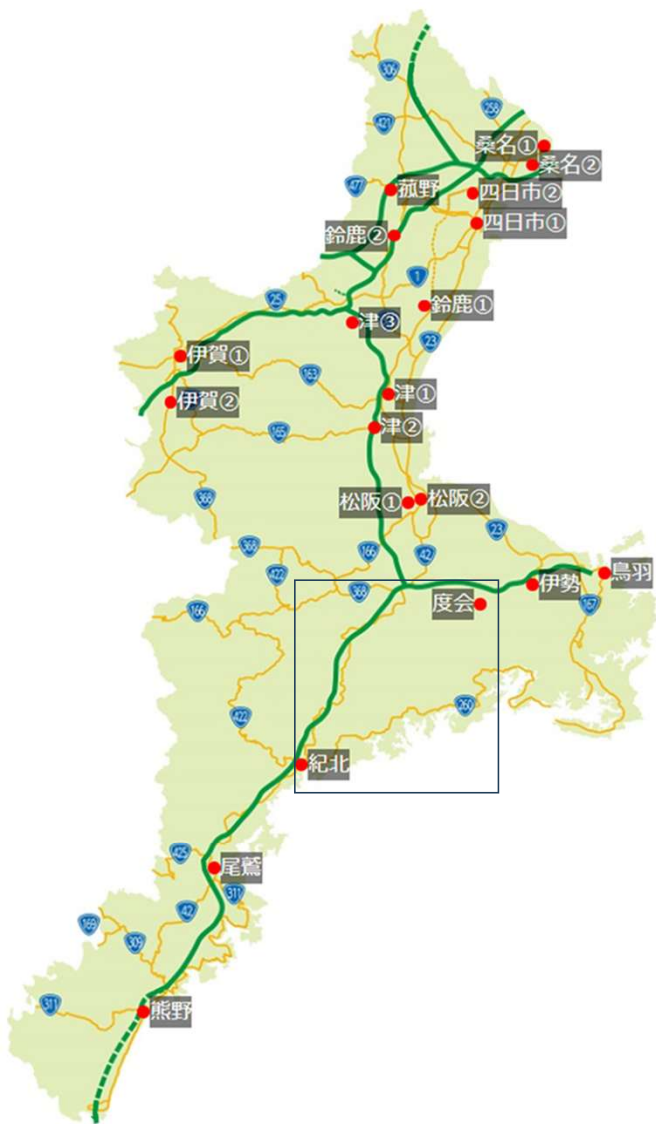 306
258
421
桑名①
桑名②
47
菰野
四日市②
鈴鹿②
四日市①
1
25
鈴鹿①
津③
23
伊賀①
163
津①
伊賀②
165
津②
368
松阪①
松阪②
23
368
166
42
422
鳥羽
伊勢
368
度会
167
166
260
422
紀北
425
尾鷲
311
42
169
309
311
熊野